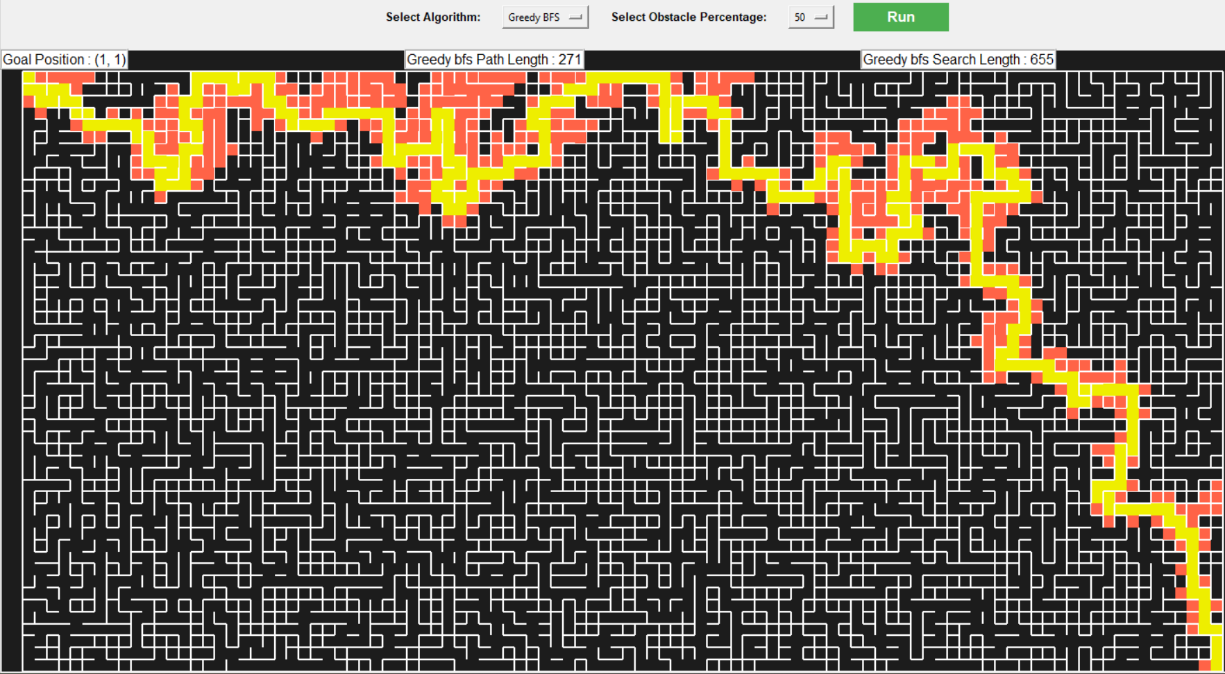 Select Algorithm: Greedy BFS Select Obstacle Percentage: 50 Run
Goal Position : (1, 1) Greedy bfs Path Length : 271 Greedy bfs Search Length : 655